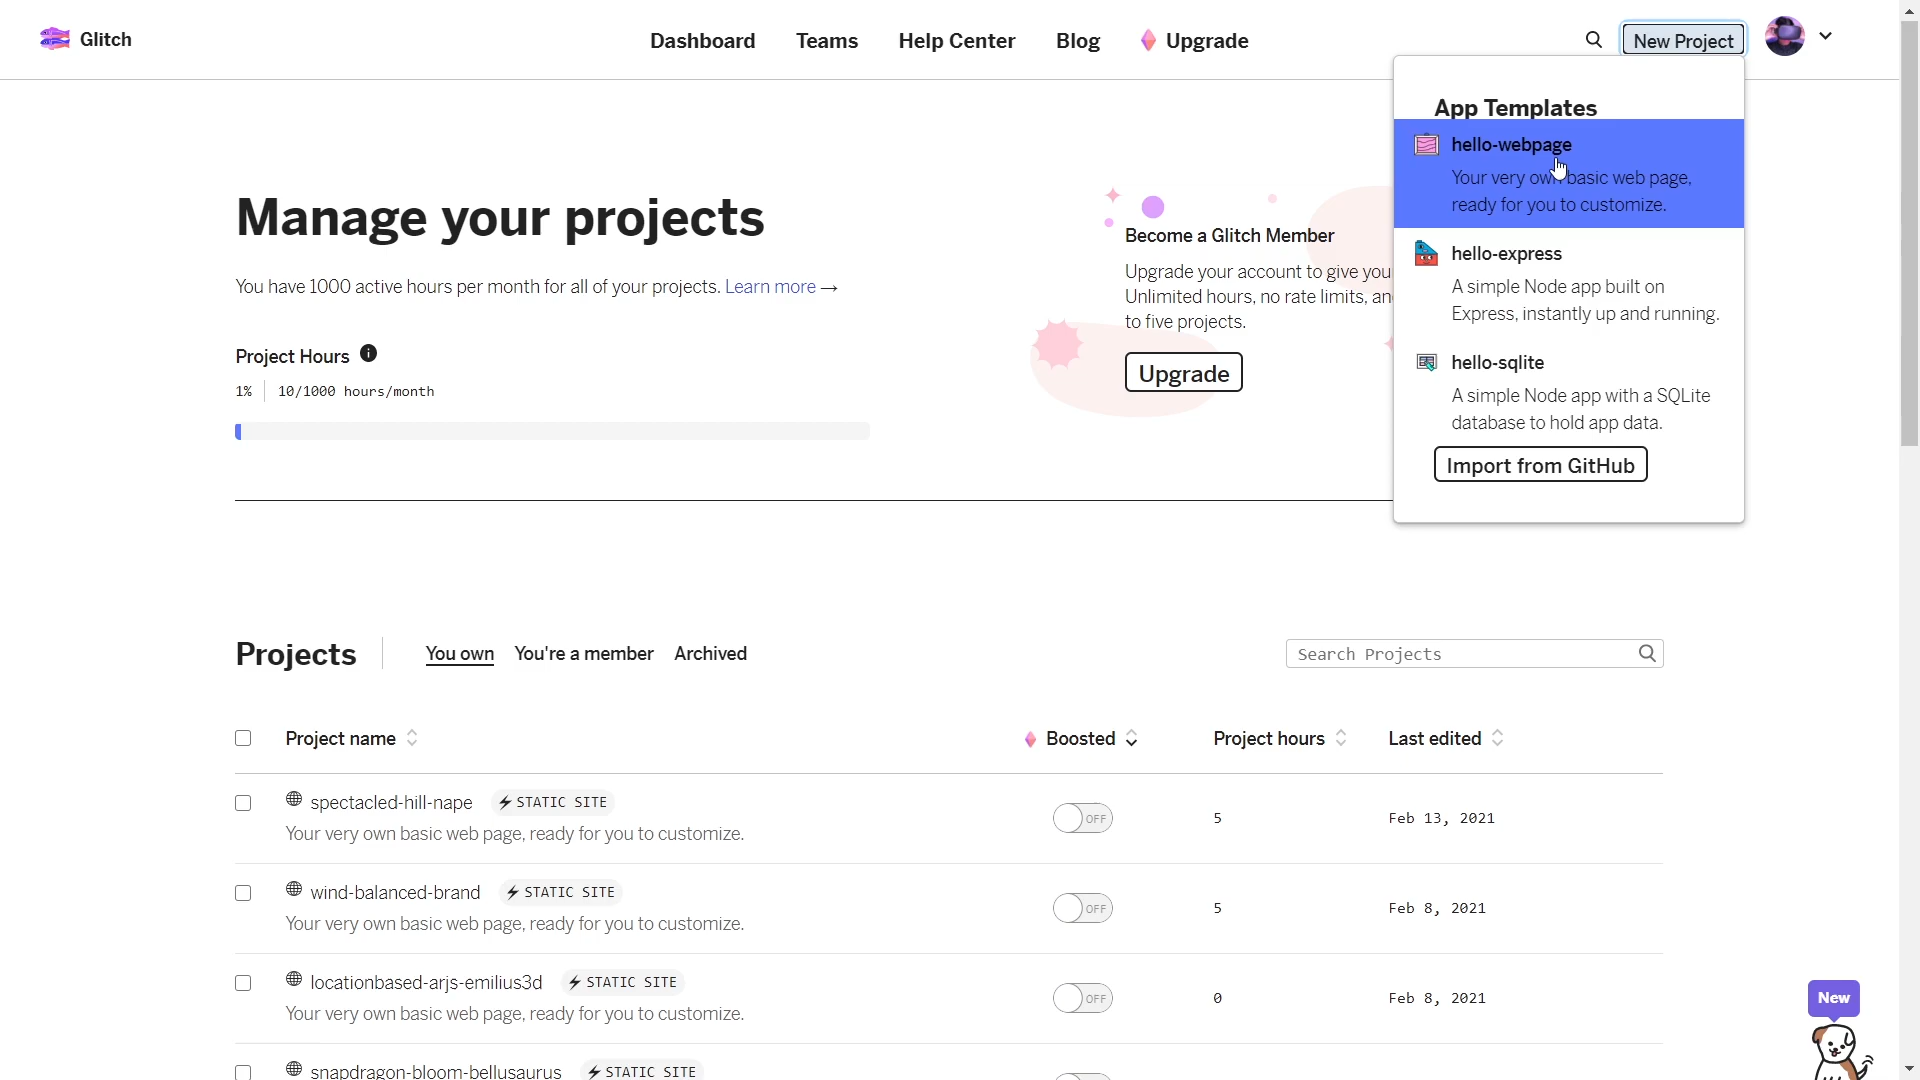 Glitch
Dashboard Teams Help Center Blog Upgrade
New Project
App Templates
hello-webpage
Your very own basic web page,
ready for you to customize.
hello-express
A simple Node app built on
Express, instantly up and running.
hello-sqlite
A simple Node app with a SQLite
database to hold app data.
Import from GitHub
Manage your projects
You have 1000 active hours per month for all of your projects. Learn more →
Project Hours
1% 10/1000 hours/month
Become a Glitch Member
Upgrade your account to give you
Unlimited hours, no rate limits, an
to five projects.
Upgrade
Projects You own You're a member Archived
Search Projects
Project name Boosted Project hours Last edited
spectacled-hill-nape STATIC SITE
Your very own basic web page, ready for you to customize.
OFF 5 Feb 13, 2021
wind-balanced-brand STATIC SITE
Your very own basic web page, ready for you to customize.
OFF 5 Feb 8, 2021
locationbased-arjs-emilius3d STATIC SITE
Your very own basic web page, ready for you to customize.
OFF 0 Feb 8, 2021
snapdragon-bloom-bellusaurus STATIC SITE
New